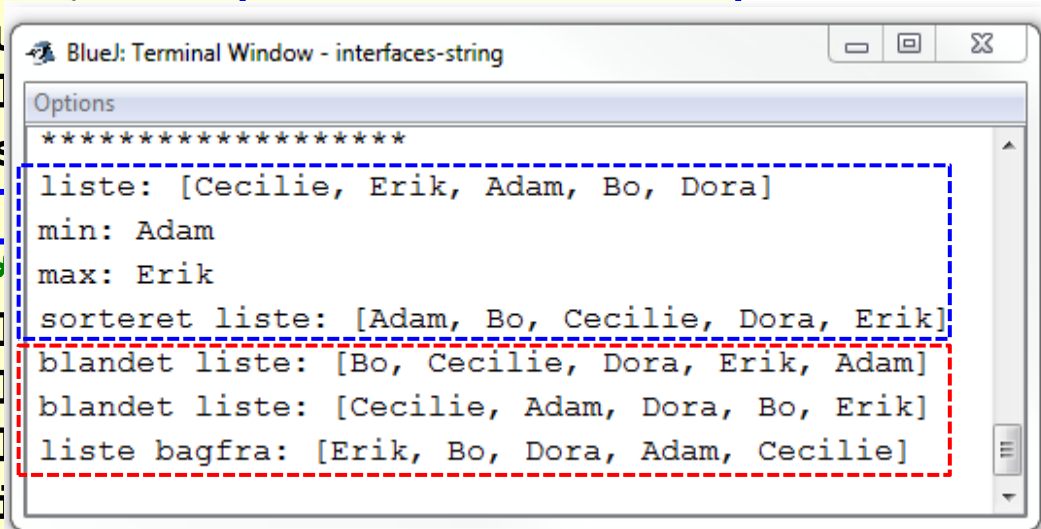 BlueJ: Terminal Window - interfaces-string
Options
*******************
liste: [Cecilie, Erik, Adam, Bo, Dora]
min: Adam
max: Erik
sorteret liste: [Adam, Bo, Cecilie, Dora, Erik]
blandet liste: [Bo, Cecilie, Dora, Erik, Adam]
blandet liste: [Cecilie, Adam, Dora, Bo, Erik]
liste bagfra: [Erik, Bo, Dora, Adam, Cecilie]